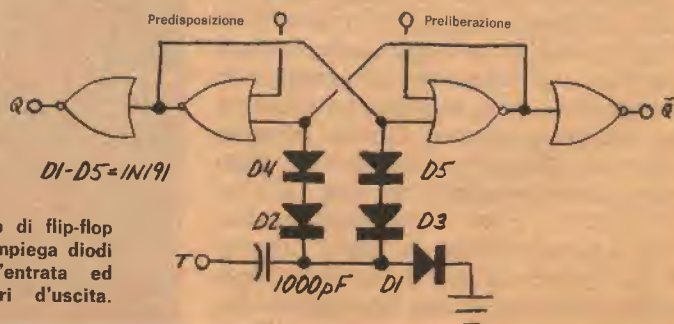 Predisposizione
Preliberazione
Q
Q̅
D1-D5=1N191
D4
D5
D2
D3
T
1000pF
D1
di flip-flop
mpiega diodi
'entrata ed
ri d'uscita.